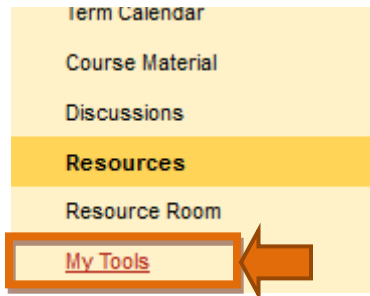 Term Calendar
Course Material
Discussions
Resources
Resource Room
My Tools